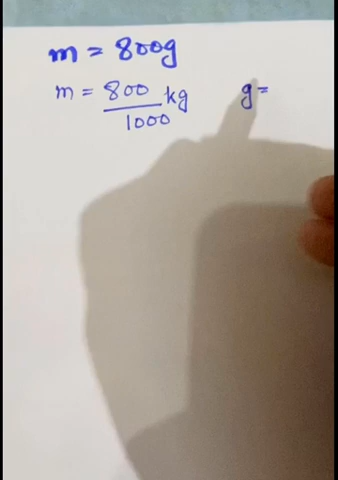 m = 800g
m = 800/1000 kg g =